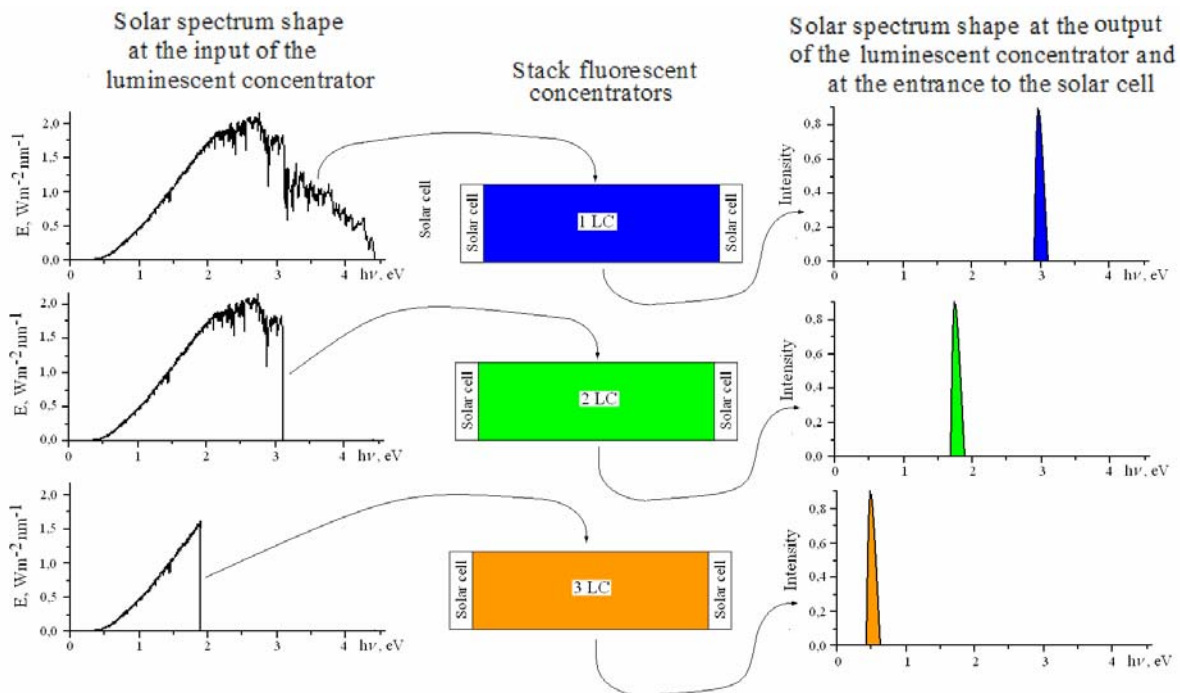 Solar spectrum shape
at the input of the
luminescent concentrator
Stack fluorescent
concentrators
Solar spectrum shape at the output
of the luminescent concentrator and
at the entrance to the solar cell
E, Wm⁻²nm⁻¹
2.0
1.5
1.0
0.5
0.0
0 1 2 3 4 hν, eV
Solar cell
Solar cell
1 LC
Solar cell
Intensity
0,8
0,6
0,4
0,2
0,0
0 1 2 3 4 hν, eV
E, Wm⁻²nm⁻¹
2.0
1.5
1.0
0.5
0.0
0 1 2 3 4 hν, eV
Solar cell
2 LC
Solar cell
Intensity
0,8
0,6
0,4
0,2
0,0
0 1 2 3 4 hν, eV
E, Wm⁻²nm⁻¹
2.0
1.5
1.0
0.5
0.0
0 1 2 3 4 hν, eV
Solar cell
3 LC
Solar cell
Intensity
0,8
0,6
0,4
0,2
0,0
0 1 2 3 4 hν, eV